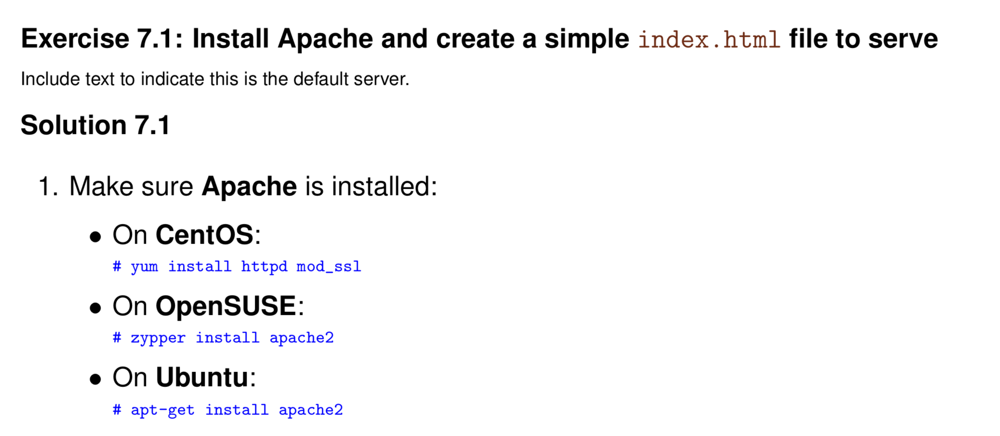 Exercise 7.1: Install Apache and create a simple index.html file to serve
Include text to indicate this is the default server.
Solution 7.1
1. Make sure Apache is installed:
• On CentOS:
# yum install httpd mod_ssl
• On OpenSUSE:
# zypper install apache2
• On Ubuntu:
# apt-get install apache2